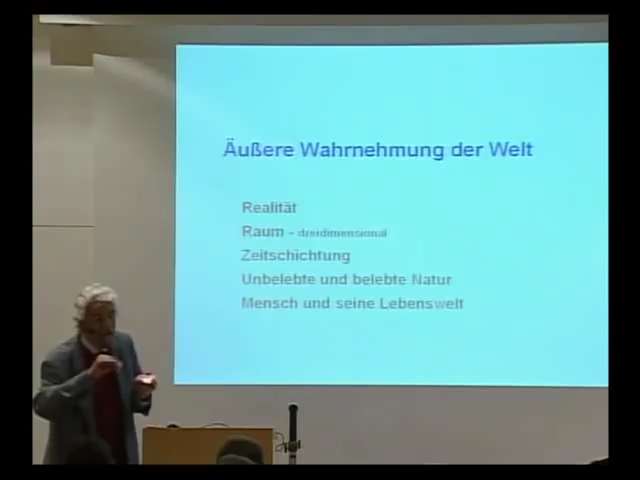 Äußere Wahrnehmung der Welt
Realität
Raum - dreidimensional
Zeitschichtung
Unbelebte und belebte Natur
Mensch und seine Lebenswelt